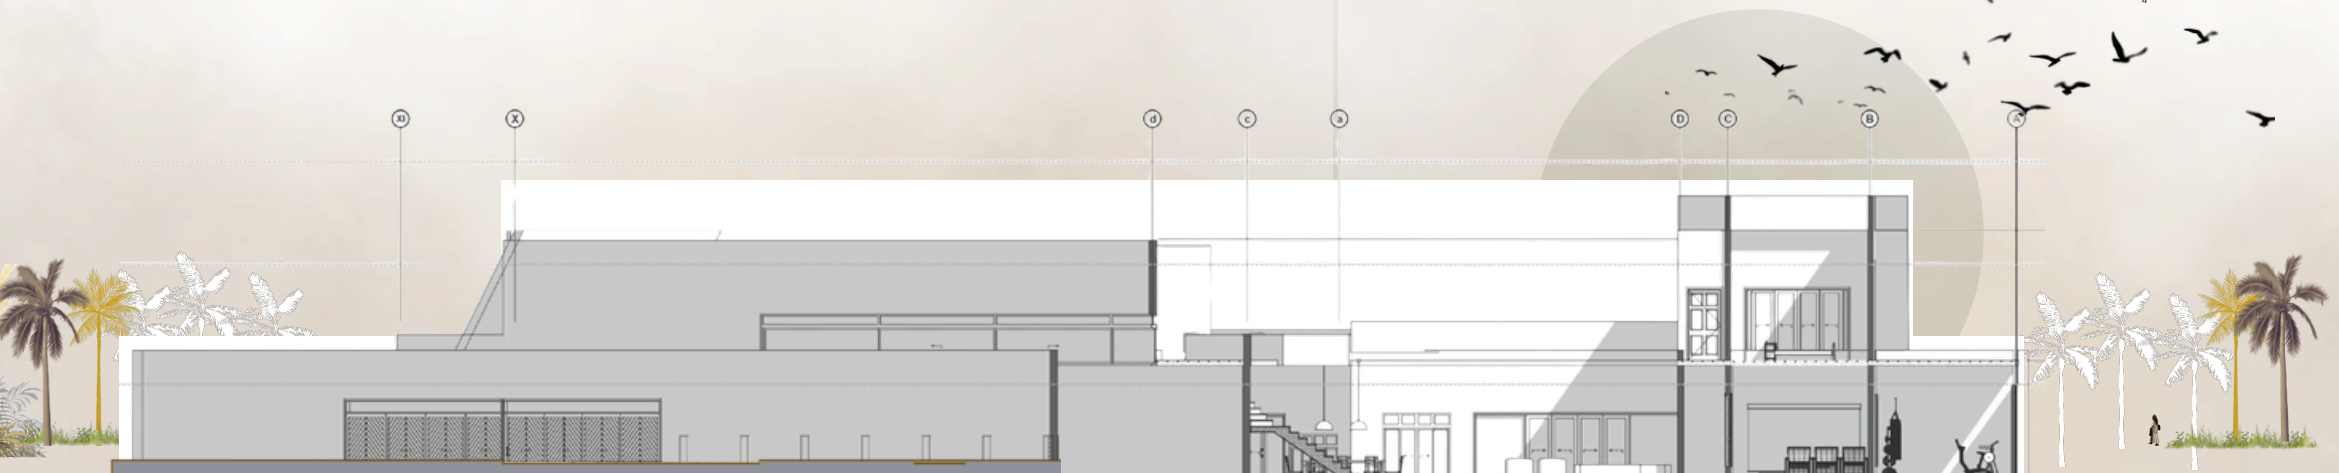 XI X d c a D C B A